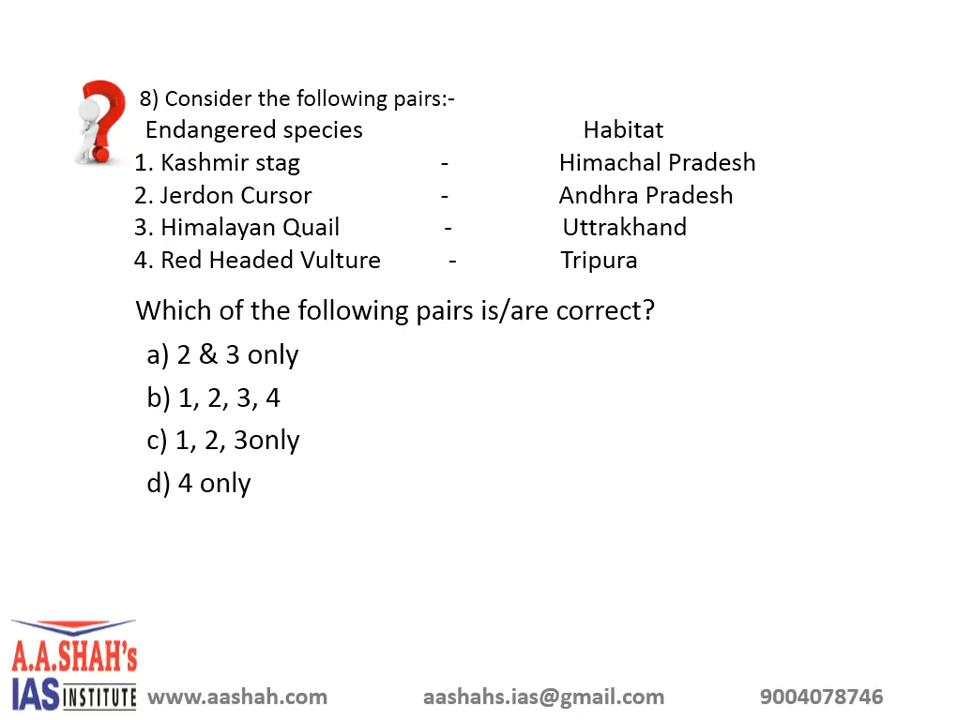 8) Consider the following pairs:-
Endangered species Habitat
1. Kashmir stag - Himachal Pradesh
2. Jerdon Cursor - Andhra Pradesh
3. Himalayan Quail - Uttrakhand
4. Red Headed Vulture - Tripura
Which of the following pairs is/are correct?
a) 2 & 3 only
b) 1, 2, 3, 4
c) 1, 2, 3only
d) 4 only
A.A.SHAH's
IAS INSTITUTE
www.aashah.com aashahs.ias@gmail.com 9004078746